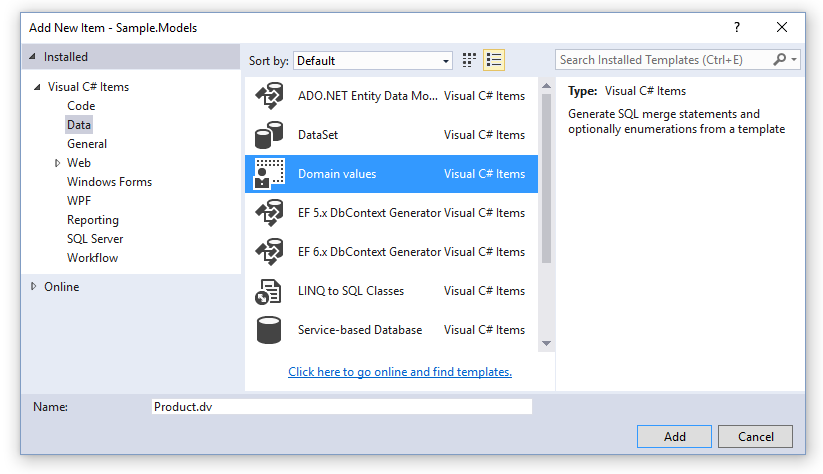 Add New Item - Sample.Models
Installed
Sort by: Default
Search Installed Templates (Ctrl+E)
Visual C# Items
Code
Data
General
Web
Windows Forms
WPF
Reporting
SQL Server
Workflow
Online
ADO.NET Entity Data Mo... Visual C# Items
DataSet Visual C# Items
Domain values Visual C# Items
EF 5.x DbContext Generator Visual C# Items
EF 6.x DbContext Generator Visual C# Items
LINQ to SQL Classes Visual C# Items
Service-based Database Visual C# Items
Click here to go online and find templates.
Type: Visual C# Items
Generate SQL merge statements and
optionally enumerations from a template
Name: Product.dv
Add Cancel